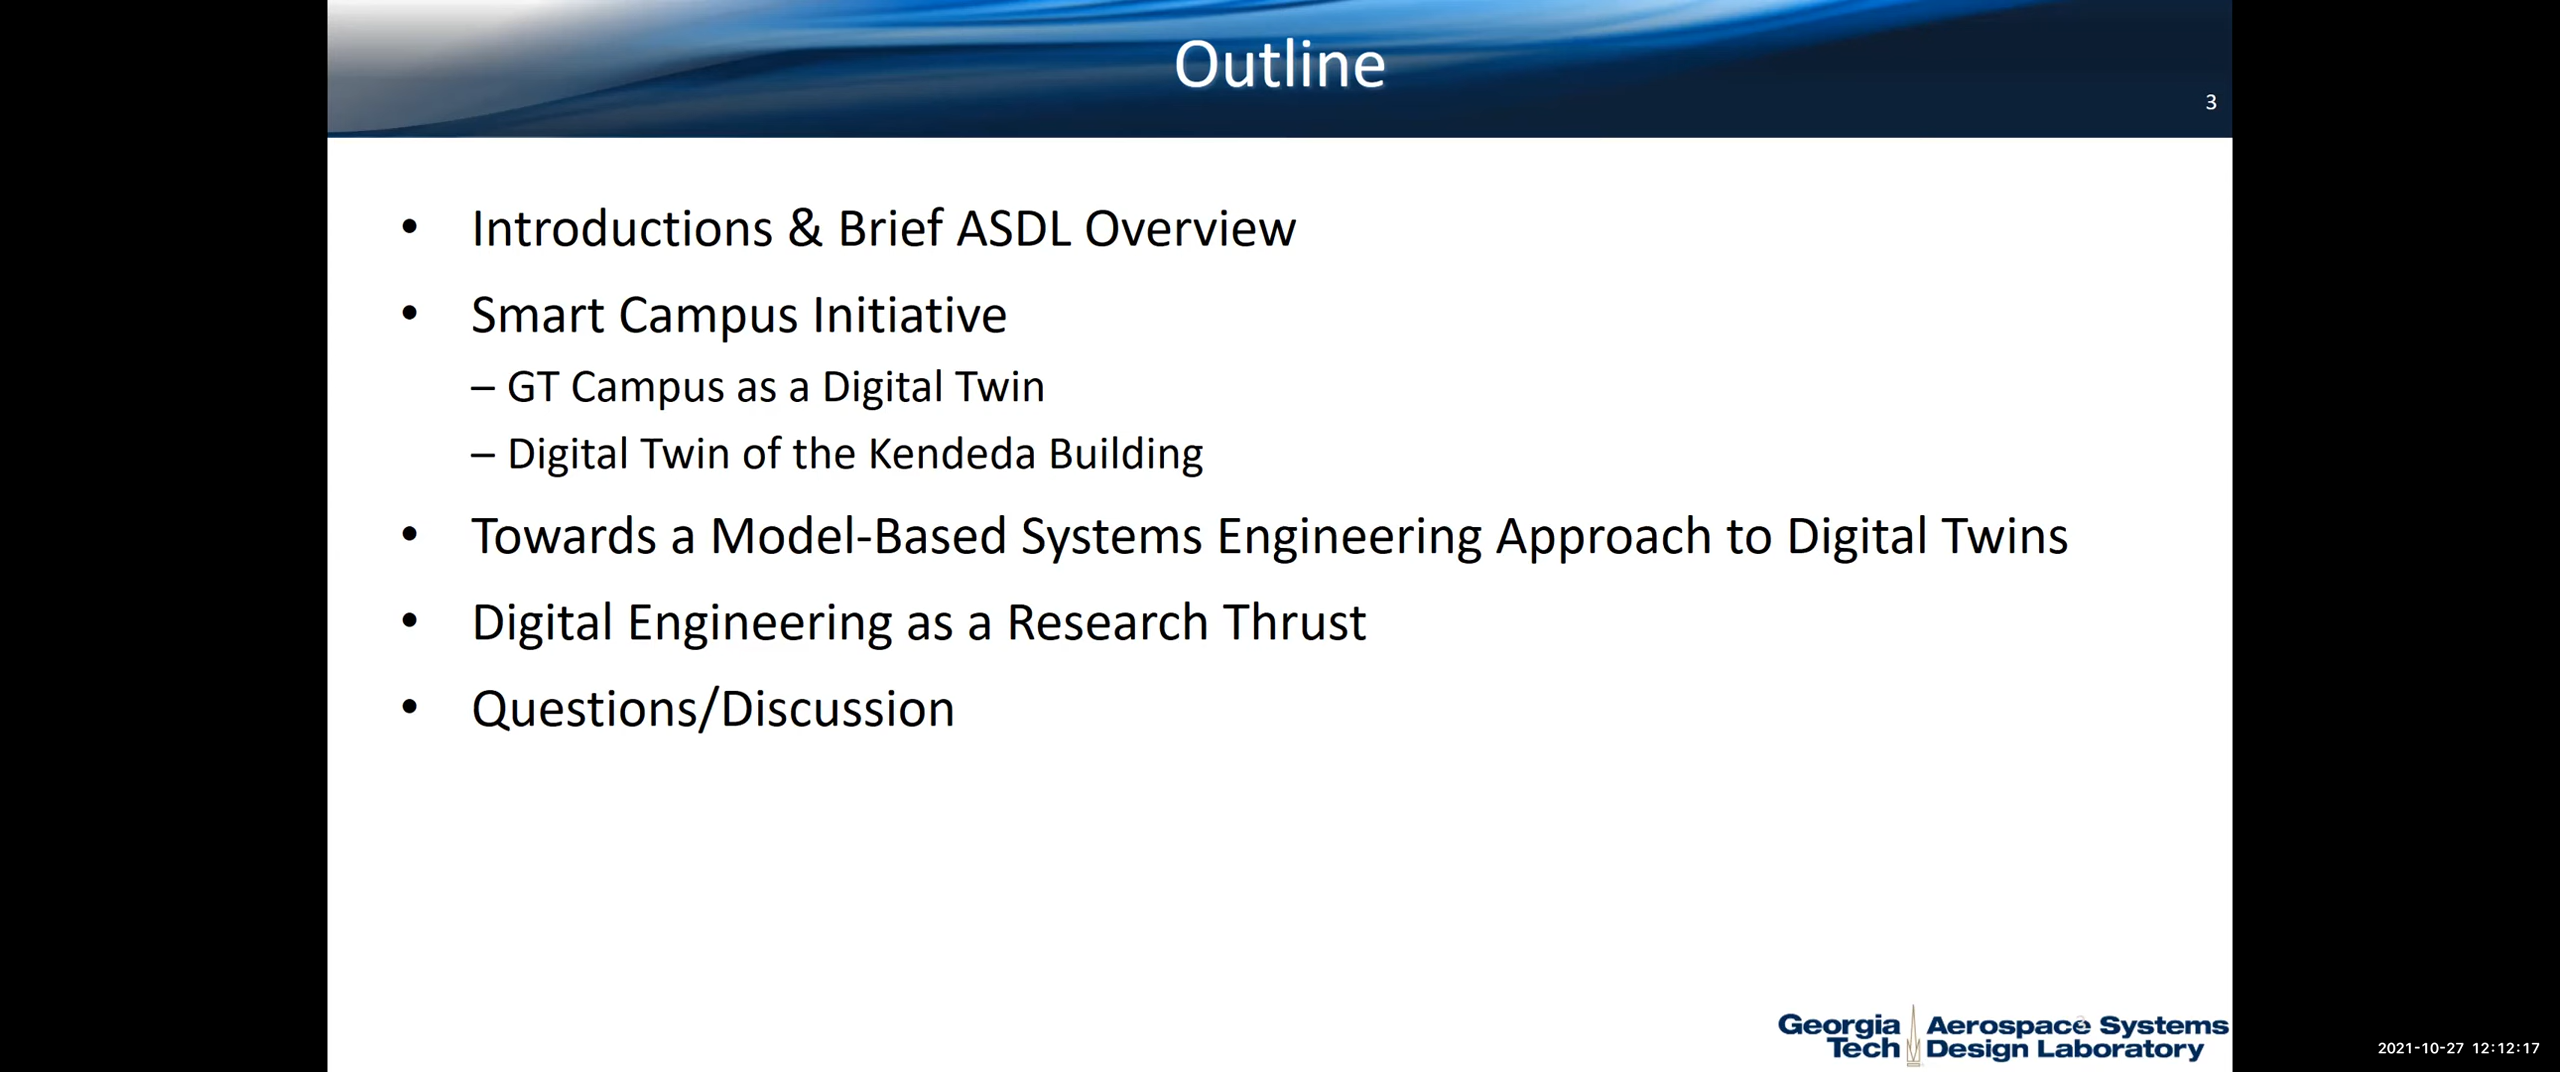 Outline
3
• Introductions & Brief ASDL Overview
• Smart Campus Initiative
– GT Campus as a Digital Twin
– Digital Twin of the Kendeda Building
• Towards a Model-Based Systems Engineering Approach to Digital Twins
• Digital Engineering as a Research Thrust
• Questions/Discussion
Georgia Tech
Aerospace Systems
Design Laboratory
3
2021-10-27 12:12:17